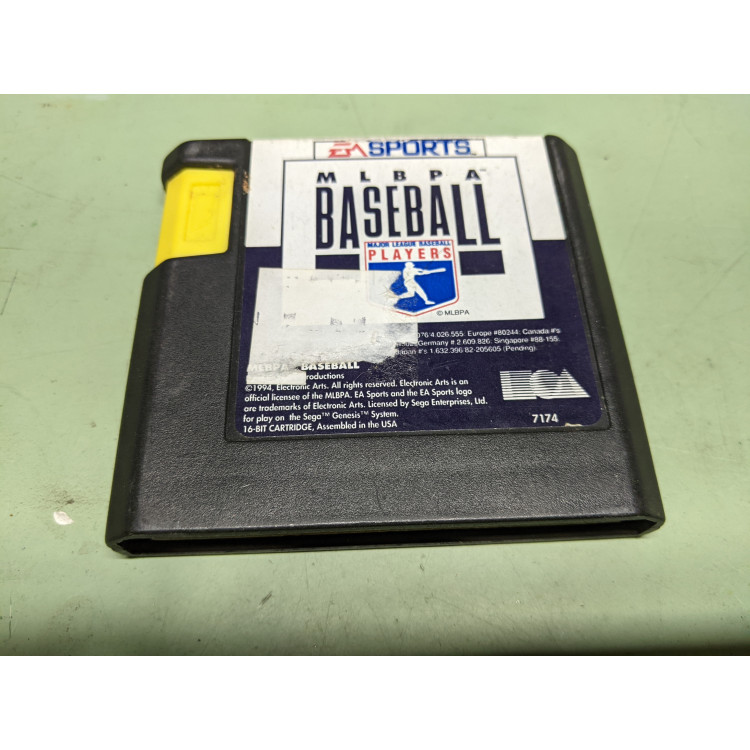 EA SPORTS™
MLBPA™
BASEBALL
MAJOR LEAGUE BASEBALL
PLAYERS
© MLBPA
4.026.555: Europe #80244: Canada #'s
Germany # 2.609.826: Singapore #88-155:
#'s 1.632.396 82-205605 (Pending).
MLBPA BASEBALL
roductions
©1994, Electronic Arts. All rights reserved. Electronic Arts is an
official licensee of the MLBPA. EA Sports and the EA Sports logo
are trademarks of Electronic Arts. Licensed by Sega Enterprises, Ltd.
for play on the Sega™ Genesis™ System.
16-BIT CARTRIDGE, Assembled in the USA
7174